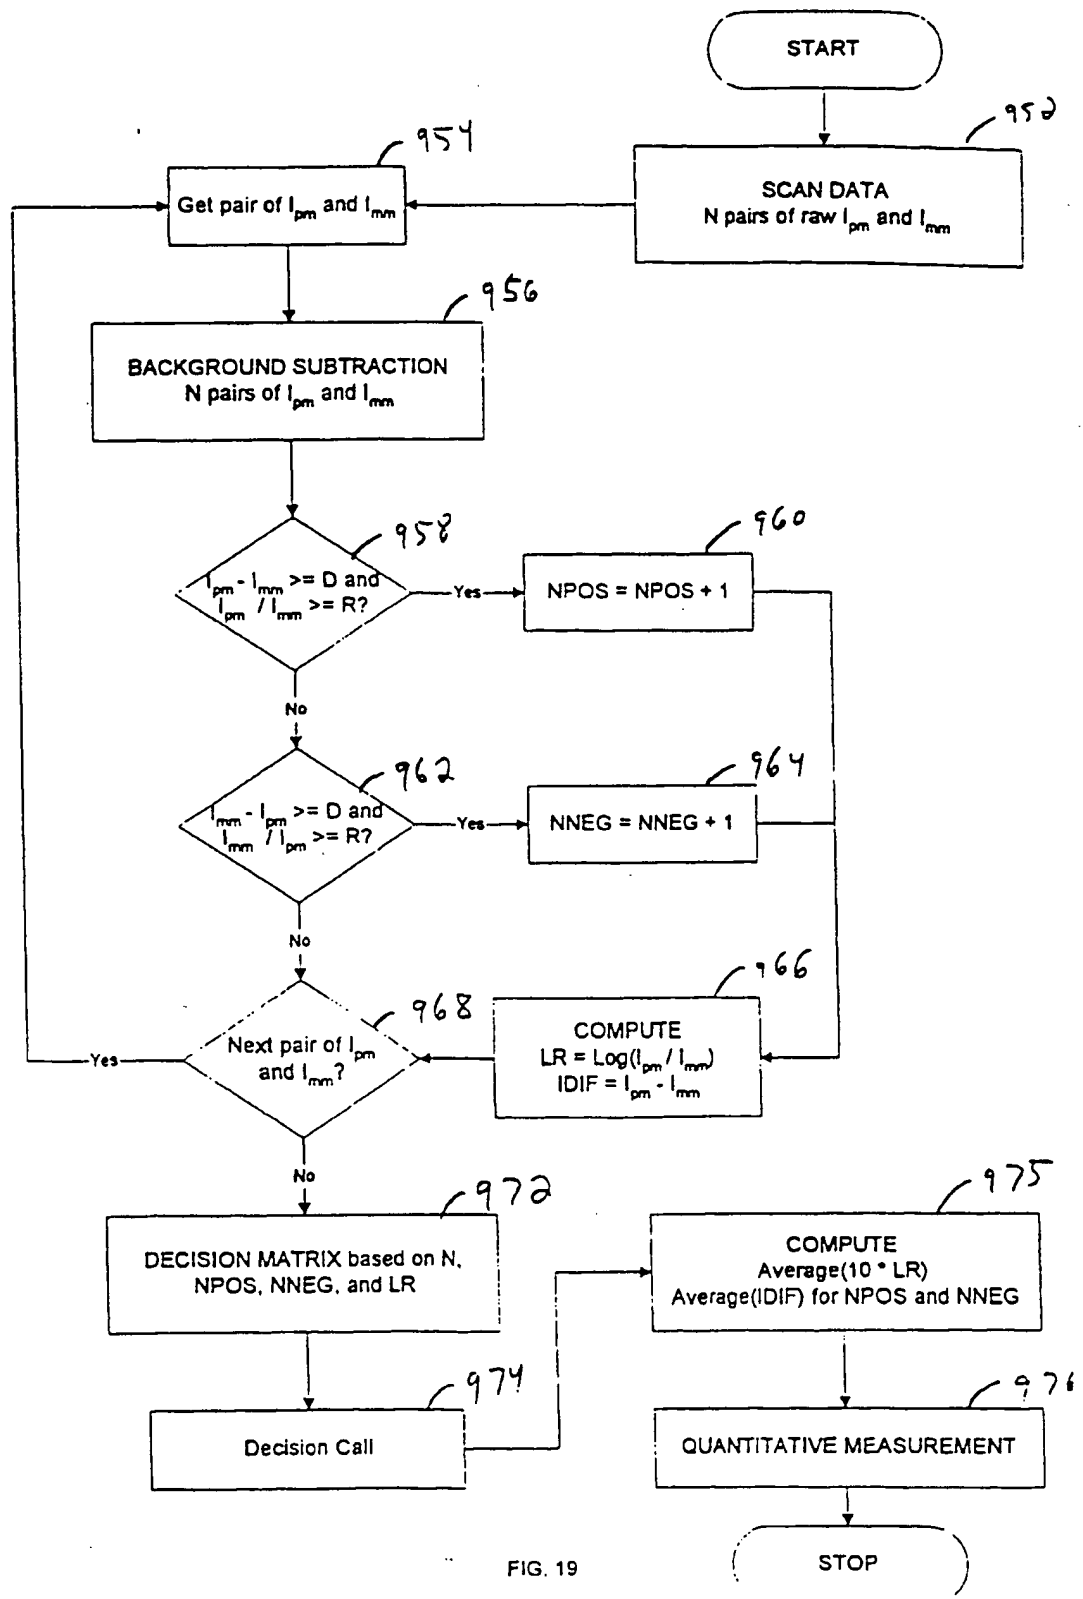 START
952
SCAN DATA
N pairs of raw Ipm and Imm
954
Get pair of Ipm and Imm
956
BACKGROUND SUBTRACTION
N pairs of Ipm and Imm
958
Ipm - Imm >= D and
Ipm / Imm >= R?
Yes
960
NPOS = NPOS + 1
No
962
Imm - Ipm >= D and
Imm / Ipm >= R?
Yes
964
NNEG = NNEG + 1
No
966
COMPUTE
LR = Log(Ipm / Imm)
IDIF = Ipm - Imm
968
Next pair of Ipm
and Imm?
Yes
No
972
DECISION MATRIX based on N,
NPOS, NNEG, and LR
974
Decision Call
975
COMPUTE
Average(10 * LR)
Average(IDIF) for NPOS and NNEG
976
QUANTITATIVE MEASUREMENT
STOP
FIG. 19